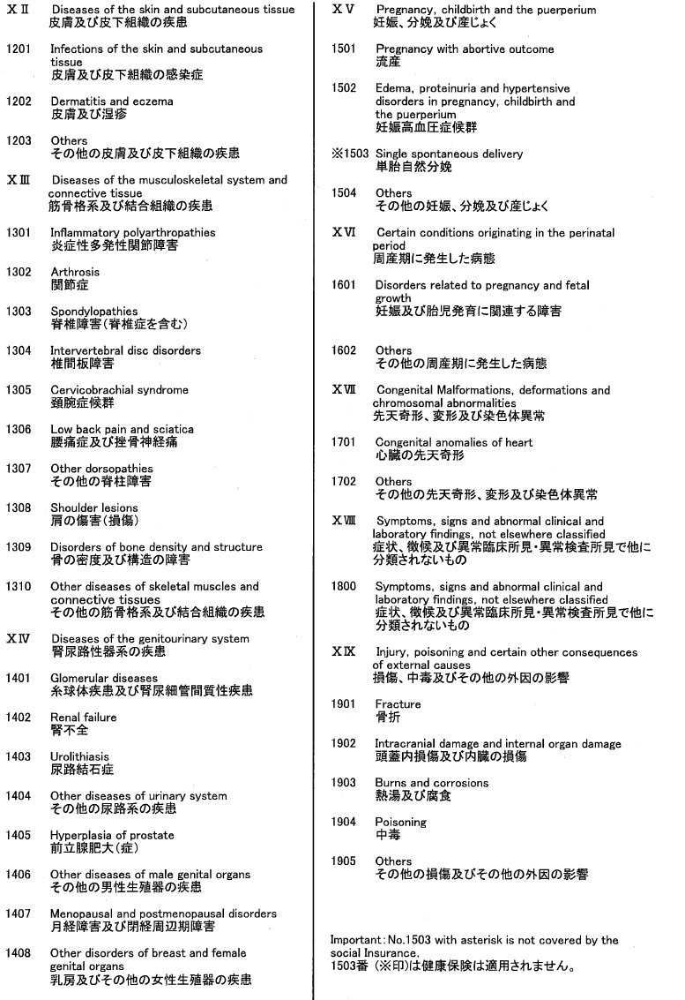 XⅡ Diseases of the skin and subcutaneous tissue
皮膚及び皮下組織の疾患
1201 Infections of the skin and subcutaneous
tissue
皮膚及び皮下組織の感染症
1202 Dermatitis and eczema
皮膚及び湿疹
1203 Others
その他の皮膚及び皮下組織の疾患
XⅢ Diseases of the musculoskeletal system and
connective tissue
筋骨格系及び結合組織の疾患
1301 Inflammatory polyarthropathies
炎症性多発性関節障害
1302 Arthrosis
関節症
1303 Spondylopathies
脊椎障害(脊椎症を含む)
1304 Intervertebral disc disorders
椎間板障害
1305 Cervicobrachial syndrome
頚腕症候群
1306 Low back pain and sciatica
腰痛症及び挫骨神経痛
1307 Other dorsopathies
その他の脊柱障害
1308 Shoulder lesions
肩の傷害(損傷)
1309 Disorders of bone density and structure
骨の密度及び構造の障害
1310 Other diseases of skeletal muscles and
connective tissues
その他の筋骨格系及び結合組織の疾患
XⅣ Diseases of the genitourinary system
腎尿路性器系の疾患
1401 Glomerular diseases
糸球体疾患及び腎尿細管間質性疾患
1402 Renal failure
腎不全
1403 Urolithiasis
尿路結石症
1404 Other diseases of urinary system
その他の尿路系の疾患
1405 Hyperplasia of prostate
前立腺肥大(症)
1406 Other diseases of male genital organs
その他の男性生殖器の疾患
1407 Menopausal and postmenopausal disorders
月経障害及び閉経周辺期障害
1408 Other disorders of breast and female
genital organs
乳房及びその他の女性生殖器の疾患
XⅤ Pregnancy, childbirth and the puerperium
妊娠、分娩及び産じょく
1501 Pregnancy with abortive outcome
流産
1502 Edema, proteinuria and hypertensive
disorders in pregnancy, childbirth and
the puerperium
妊娠高血圧症候群
※1503 Single spontaneous delivery
単胎自然分娩
1504 Others
その他の妊娠、分娩及び産じょく
XⅥ Certain conditions originating in the perinatal
period
周産期に発生した病態
1601 Disorders related to pregnancy and fetal
growth
妊娠及び胎児発育に関連する障害
1602 Others
その他の周産期に発生した病態
XⅦ Congenital Malformations, deformations and
chromosomal abnormalities
先天奇形、変形及び染色体異常
1701 Congenital anomalies of heart
心臓の先天奇形
1702 Others
その他の先天奇形、変形及び染色体異常
XⅧ Symptoms, signs and abnormal clinical and
laboratory findings, not elsewhere classified
症状、徴候及び異常臨床所見・異常検査所見で他に
分類されないもの
1800 Symptoms, signs and abnormal clinical and
laboratory findings, not elsewhere classified
症状、徴候及び異常臨床所見・異常検査所見で他に
分類されないもの
XⅨ Injury, poisoning and certain other consequences
of external causes
損傷、中毒及びその他の外因の影響
1901 Fracture
骨折
1902 Intracranial damage and internal organ damage
頭蓋内損傷及び内臓の損傷
1903 Burns and corrosions
熱湯及び腐食
1904 Poisoning
中毒
1905 Others
その他の損傷及びその他の外因の影響
Important:No.1503 with asterisk is not covered by the
social Insurance.
1503番 (※印)は健康保険は適用されません。